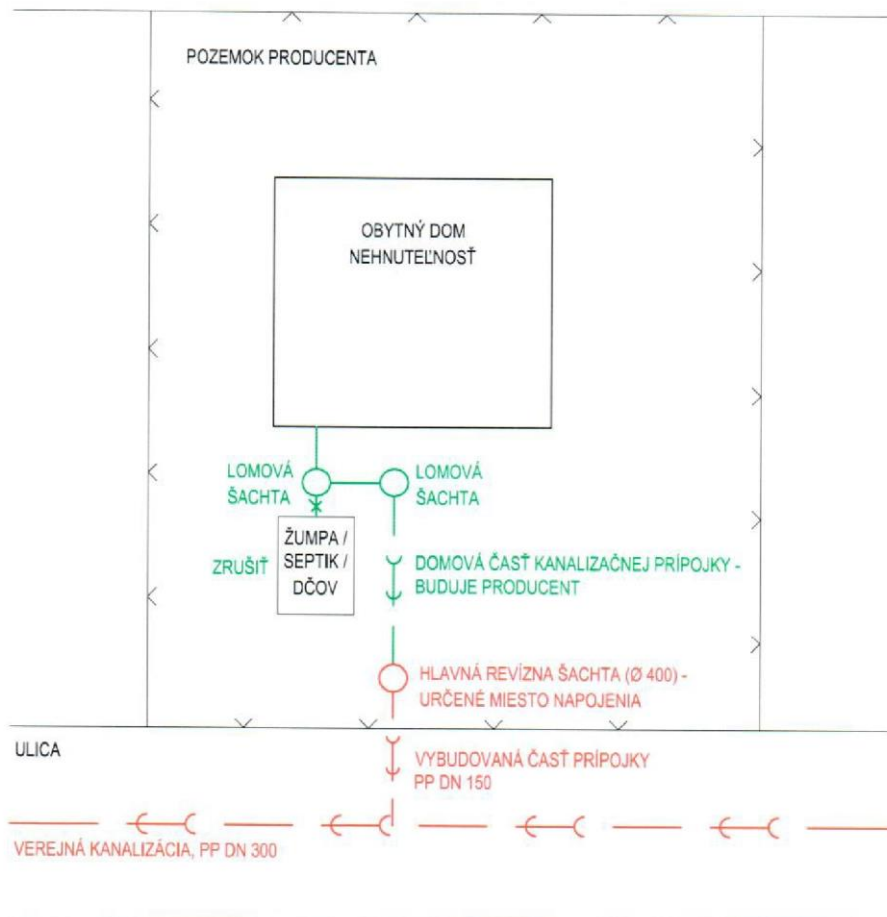 POZEMOK PRODUCENTA
OBYTNÝ DOM
NEHNUTEĽNOSŤ
LOMOVÁ
ŠACHTA
LOMOVÁ
ŠACHTA
ZRUŠIŤ
ŽUMPA /
SEPTIK /
DČOV
DOMOVÁ ČASŤ KANALIZAČNEJ PRÍPOJKY -
BUDUJE PRODUCENT
HLAVNÁ REVÍZNA ŠACHTA (Ø 400) -
URČENÉ MIESTO NAPOJENIA
ULICA
VYBUDOVANÁ ČASŤ PRÍPOJKY
PP DN 150
VEREJNÁ KANALIZÁCIA, PP DN 300